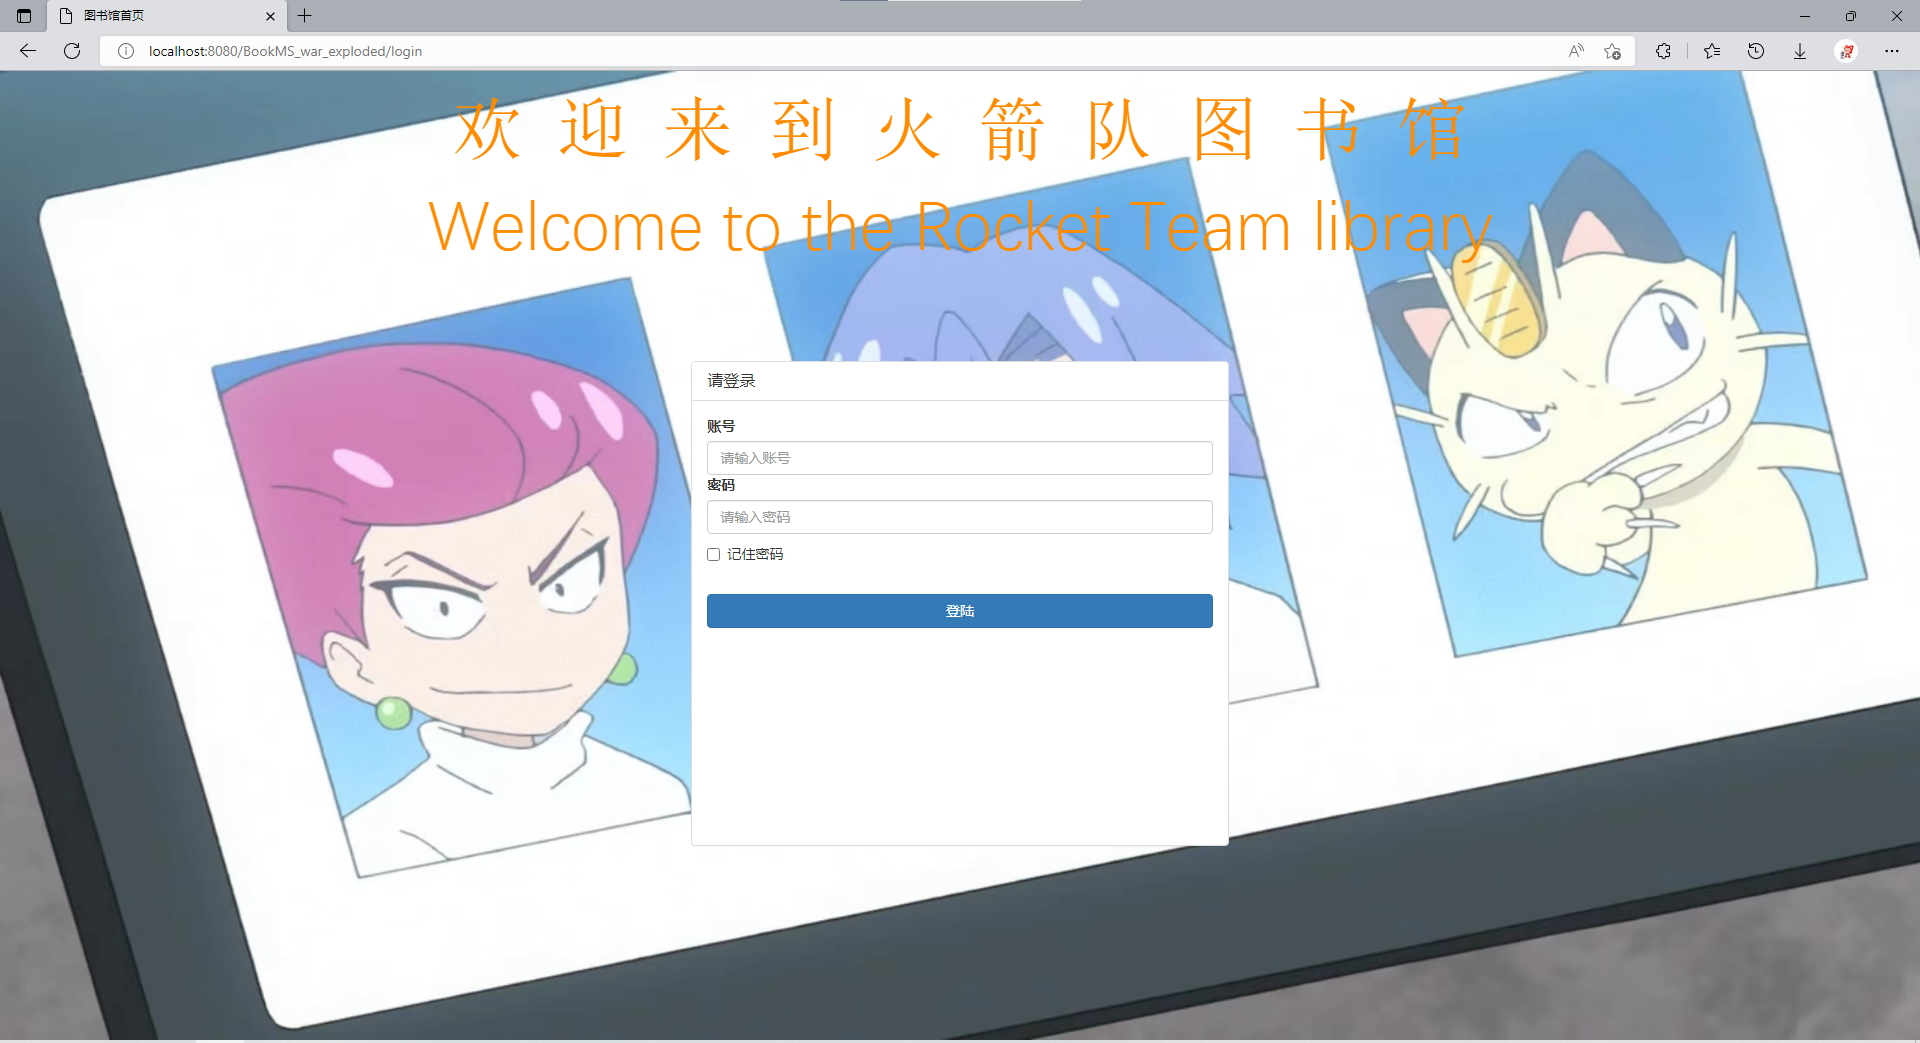 图书馆首页
localhost:8080/BookMS_war_exploded/login
欢迎来到火箭队图书馆
Welcome to the Rocket Team library
请登录
账号
请输入账号
密码
请输入密码
记住密码
登陆